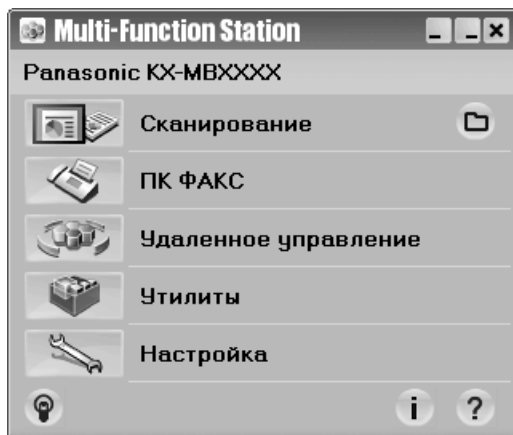 Multi-Function Station
Panasonic KX-MBXXXX
Сканирование
ПК ФАКС
Удаленное управление
Утилиты
Настройка
i ?